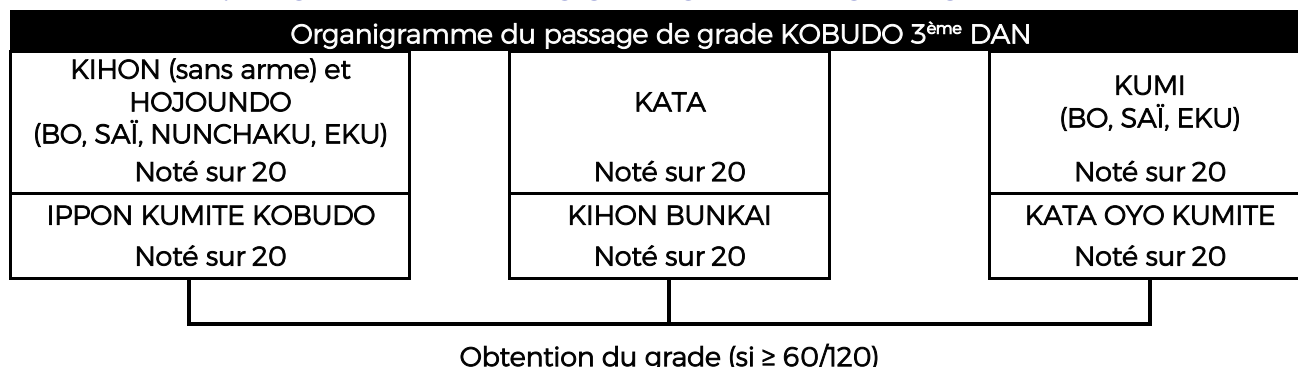 Organigramme du passage de grade KOBUDO 3ème DAN
KIHON (sans arme) et
HOJOUNDO
(BO, SAÏ, NUNCHAKU, EKU)
Noté sur 20
IPPON KUMITE KOBUDO
Noté sur 20
KATA
Noté sur 20
KIHON BUNKAI
Noté sur 20
KUMI
(BO, SAÏ, EKU)
Noté sur 20
KATA OYO KUMITE
Noté sur 20
Obtention du grade (si ≥ 60/120)